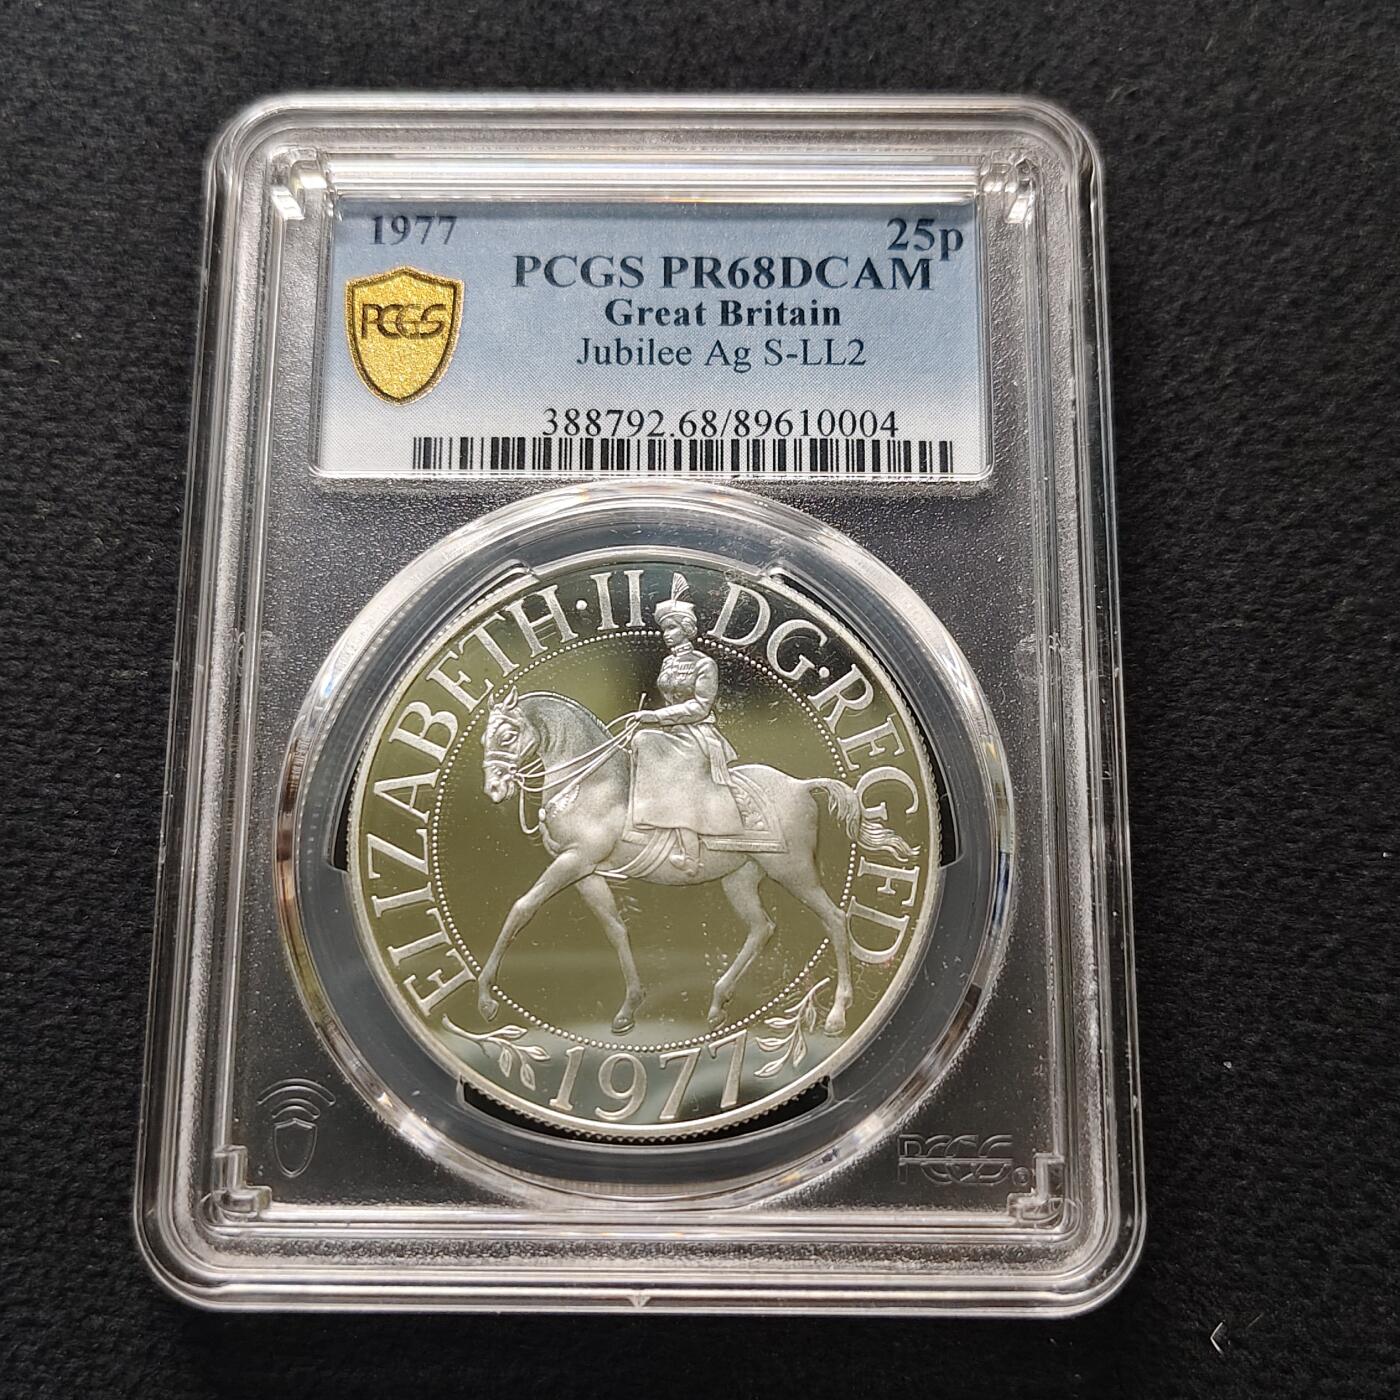 1977 25p
PCGS PR68DCAM
PCGS
Great Britain
Jubilee Ag S-LL2
388792.68/89610004
ELIZABETH·II DG·REG FD
1977
PCGS